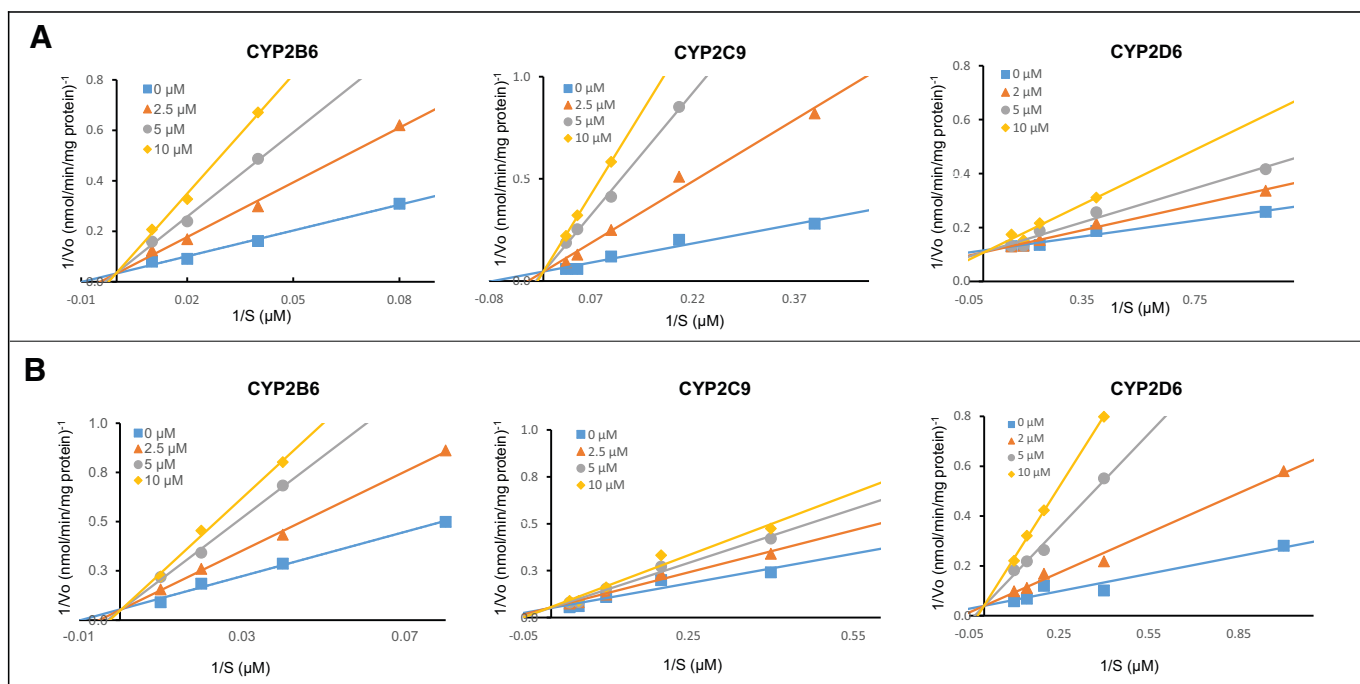 A
CYP2B6
1/Vo (nmol/min/mg protein)-1
0.8
0.6
0.4
0.2
0.0
0 µM
2.5 µM
5 µM
10 µM
-0.01
0.02
0.05
0.08
1/S (µM)
CYP2C9
1/Vo (nmol/min/mg protein)-1
1.0
0.5
0.0
0 µM
2.5 µM
5 µM
10 µM
-0.08
0.07
0.22
0.37
1/S (µM)
CYP2D6
1/Vo (nmol/min/mg protein)-1
0.8
0.6
0.4
0.2
0.0
0 µM
2 µM
5 µM
10 µM
-0.05
0.35
0.75
1/S (µM)
B
CYP2B6
1/Vo (nmol/min/mg protein)-1
1.0
0.8
0.5
0.3
0.0
0 µM
2.5 µM
5 µM
10 µM
-0.01
0.03
0.07
1/S (µM)
CYP2C9
1/Vo (nmol/min/mg protein)-1
1.0
0.8
0.5
0.3
0.0
0 µM
2.5 µM
5 µM
10 µM
-0.05
0.25
0.55
1/S (µM)
CYP2D6
1/Vo (nmol/min/mg protein)-1
0.8
0.6
0.4
0.2
0.0
0 µM
2 µM
5 µM
10 µM
-0.05
0.25
0.55
0.85
1/S (µM)